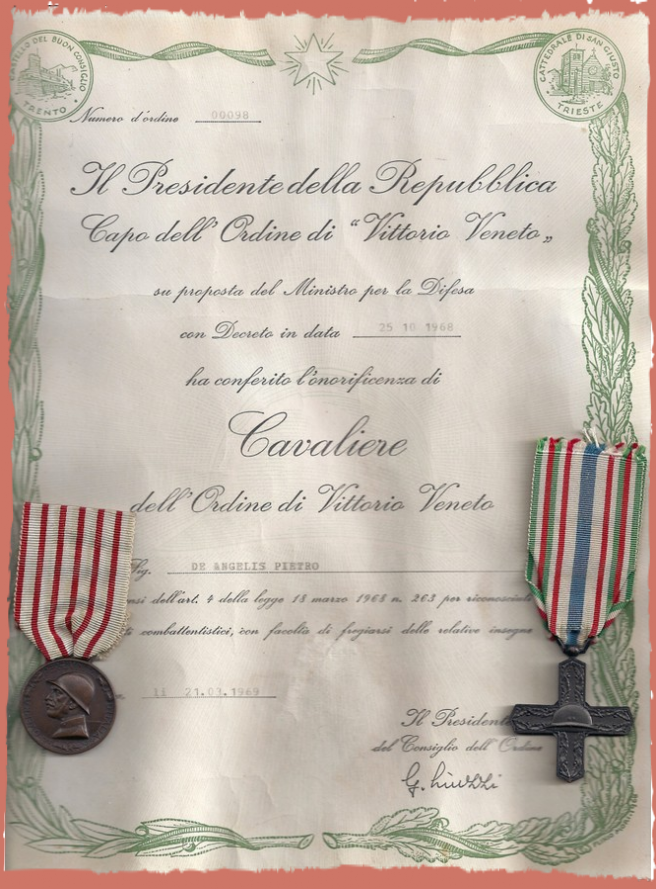 CASTELLO DEL BUON CONSIGLIO
TRENTO
CATTEDRALE DI SAN GIUSTO
TRIESTE
Numero d'ordine 00098
Il Presidente della Repubblica
Capo dell'Ordine di "Vittorio Veneto„
su proposta del Ministro per la Difesa
con Decreto in data 25 10 1968
ha conferito l'onorificenza di
Cavaliere
dell'Ordine di Vittorio Veneto
Sig. DE ANGELIS PIETRO
dell'art. 4 della legge 18 marzo 1968 n. 263 per
combattentistici, con facoltà di fregiarsi delle relative insegne
li 21.03.1969
Il Presidente
del Consiglio dell'Ordine